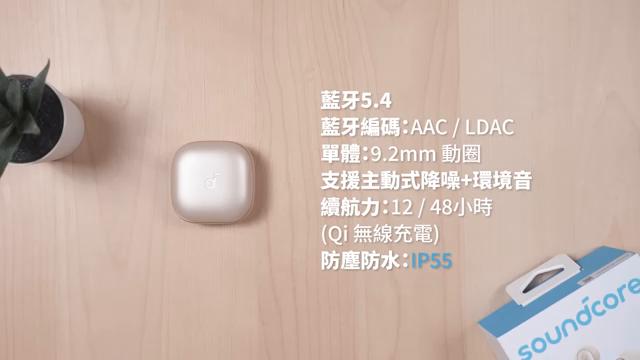 藍牙5.4
藍牙編碼：AAC / LDAC
單體：9.2mm 動圈
支援主動式降噪+環境音
續航力：12 / 48小時
(Qi 無線充電)
防塵防水：IP55
soundcore